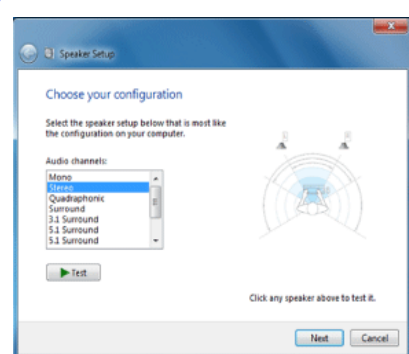 Speaker Setup
Choose your configuration
Select the speaker setup below that is most like
the configuration on your computer.
Audio channels:
Mono
Stereo
Quadraphonic
Surround
3.1 Surround
5.1 Surround
5.1 Surround
Test
Click any speaker above to test it.
Next
Cancel